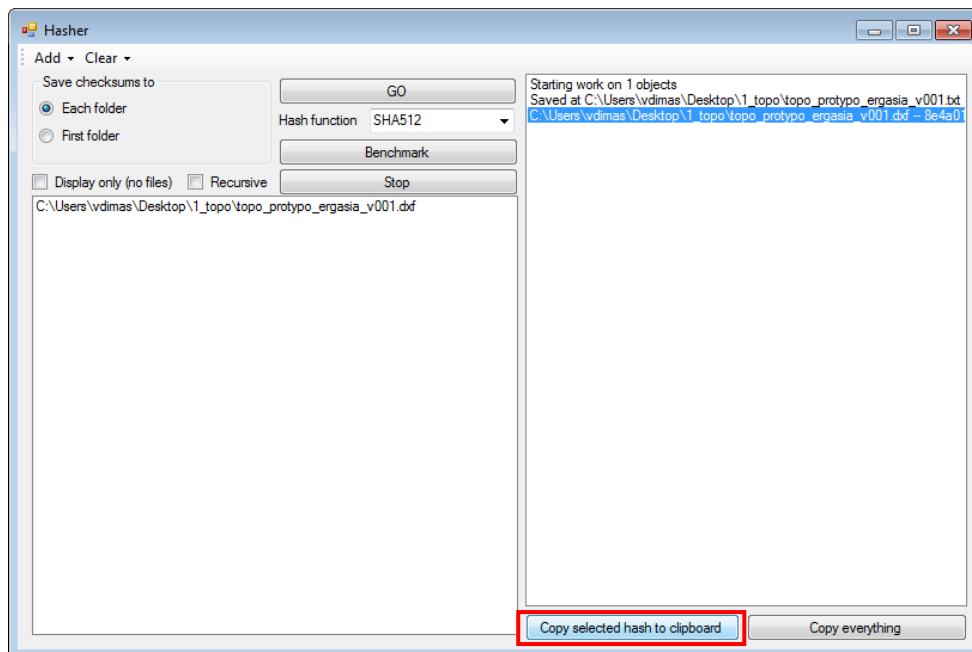 Hasher
Add Clear
Save checksums to
Each folder
First folder
GO
Hash function SHA512
Benchmark
Display only (no files) Recursive Stop
C:\Users\vdimas\Desktop\1_topo\topo_protypo_ergasia_v001.dxf
Starting work on 1 objects
Saved at C:\Users\vdimas\Desktop\1_topo\topo_protypo_ergasia_v001.txt
C:\Users\vdimas\Desktop\1_topo\topo_protypo_ergasia_v001.dxf -- 8e4a01
Copy selected hash to clipboard Copy everything